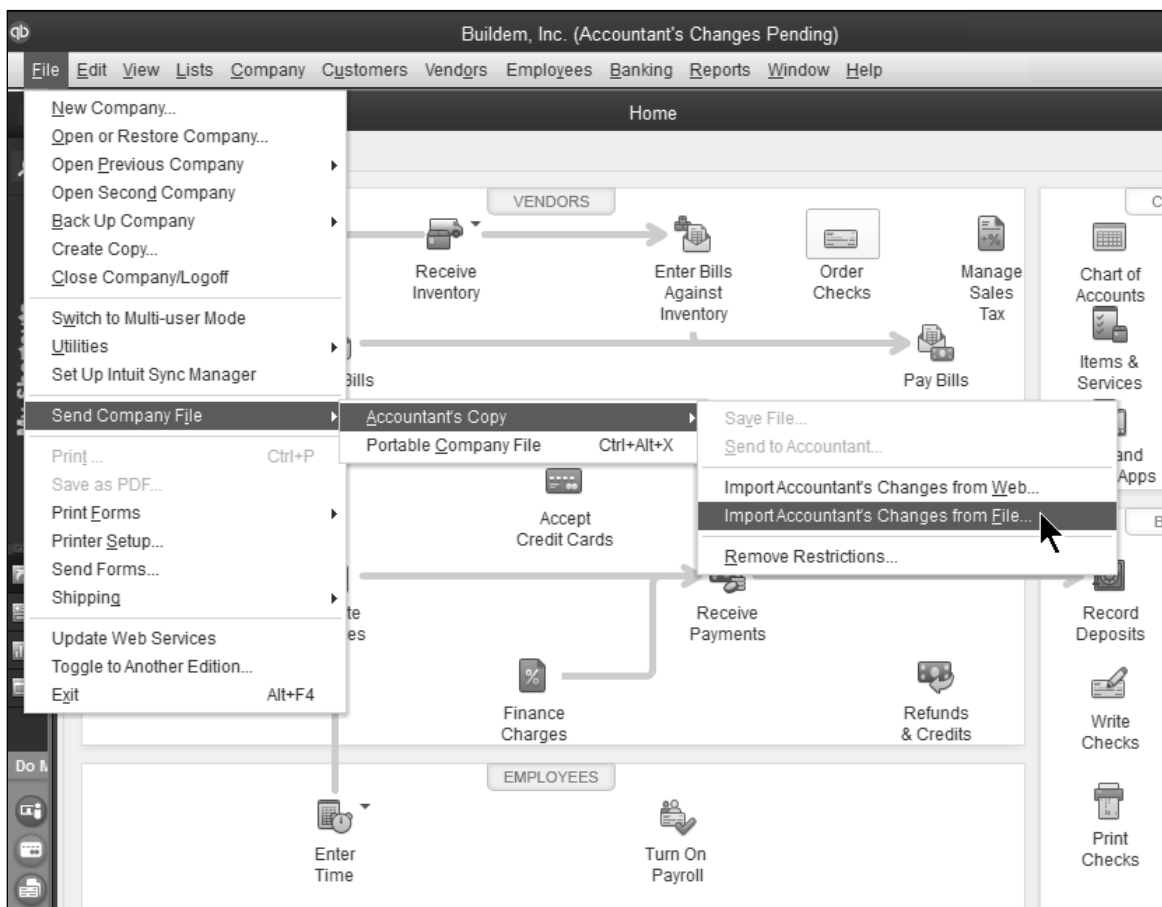 qb
Buildem, Inc. (Accountant's Changes Pending)
File Edit View Lists Company Customers Vendors Employees Banking Reports Window Help
Home
New Company...
Open or Restore Company...
Open Previous Company
Open Second Company
Back Up Company
Create Copy...
Close Company/Logoff
Switch to Multi-user Mode
Utilities
Set Up Intuit Sync Manager
Send Company File
Print ... Ctrl+P
Save as PDF...
Print Forms
Printer Setup...
Send Forms...
Shipping
Update Web Services
Toggle to Another Edition...
Exit Alt+F4
Accountant's Copy
Portable Company File Ctrl+Alt+X
Save File...
Send to Accountant...
Import Accountant's Changes from Web...
Import Accountant's Changes from File...
Remove Restrictions...
VENDORS
Receive
Inventory
Enter Bills
Against
Inventory
Order
Checks
Manage
Sales
Tax
Bills
Pay Bills
Accept
Credit Cards
te
es
Receive
Payments
Finance
Charges
Refunds
& Credits
EMPLOYEES
Enter
Time
Turn On
Payroll
C
Chart of
Accounts
Items &
Services
and
Apps
B
Record
Deposits
Write
Checks
Print
Checks
Do M